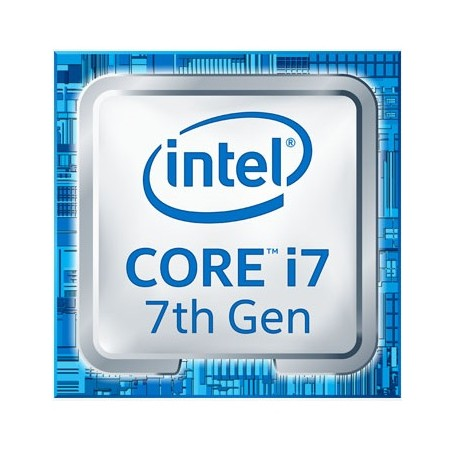 intel®
CORE™ i7
7th Gen